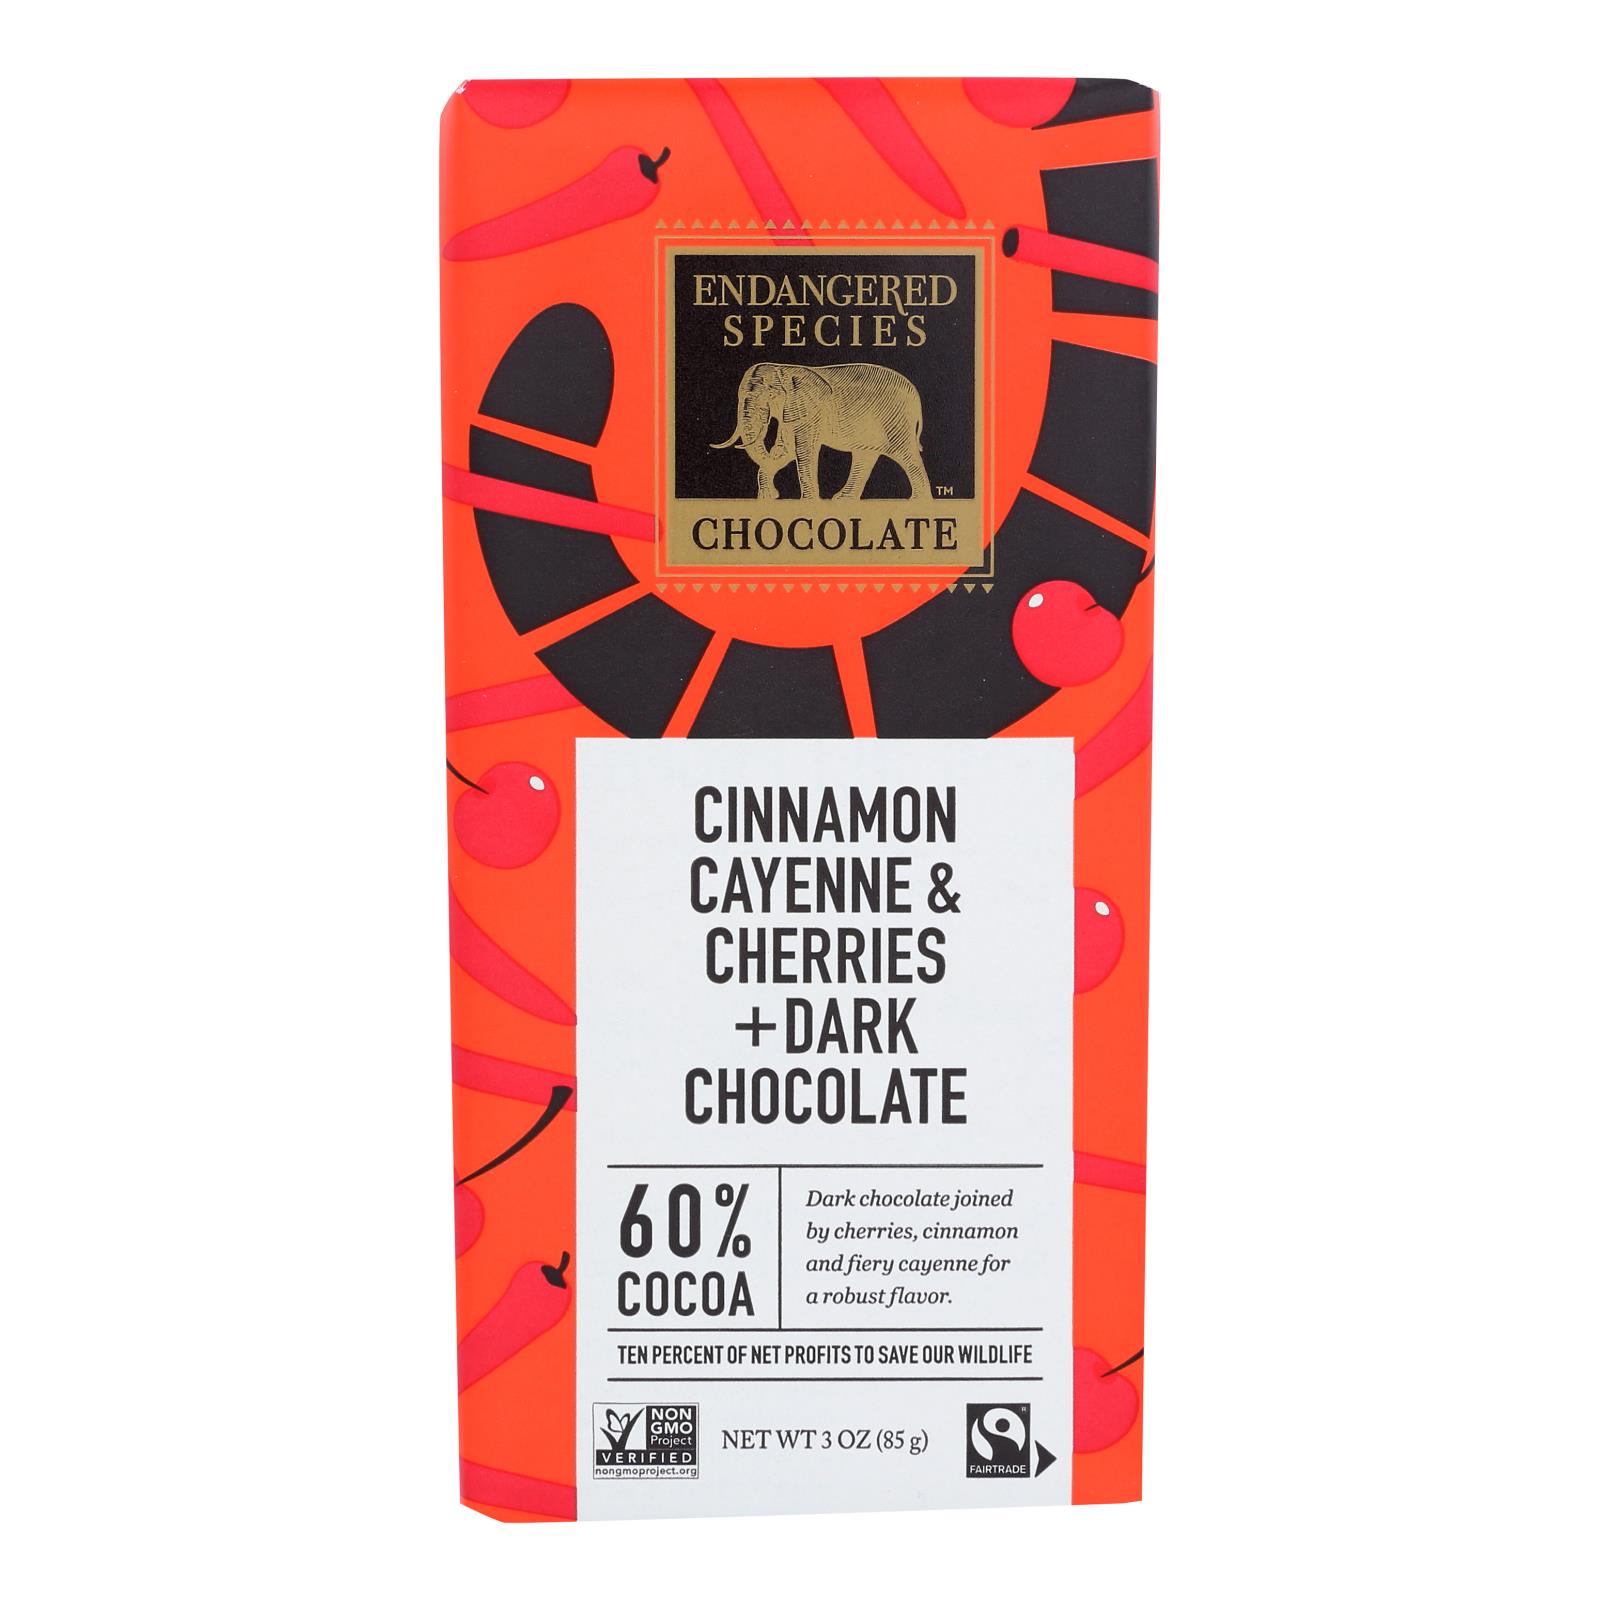 ENDANGERED
SPECIES
TM
CHOCOLATE
CINNAMON
CAYENNE &
CHERRIES
+DARK
CHOCOLATE
60%
COCOA
Dark chocolate joined
by cherries, cinnamon
and fiery cayenne for
a robust flavor.
TEN PERCENT OF NET PROFITS TO SAVE OUR WILDLIFE
NON
GMO
Project
VERIFIED
nongmoproject.org
NET WT 3 OZ (85 g)
®
FAIRTRADE